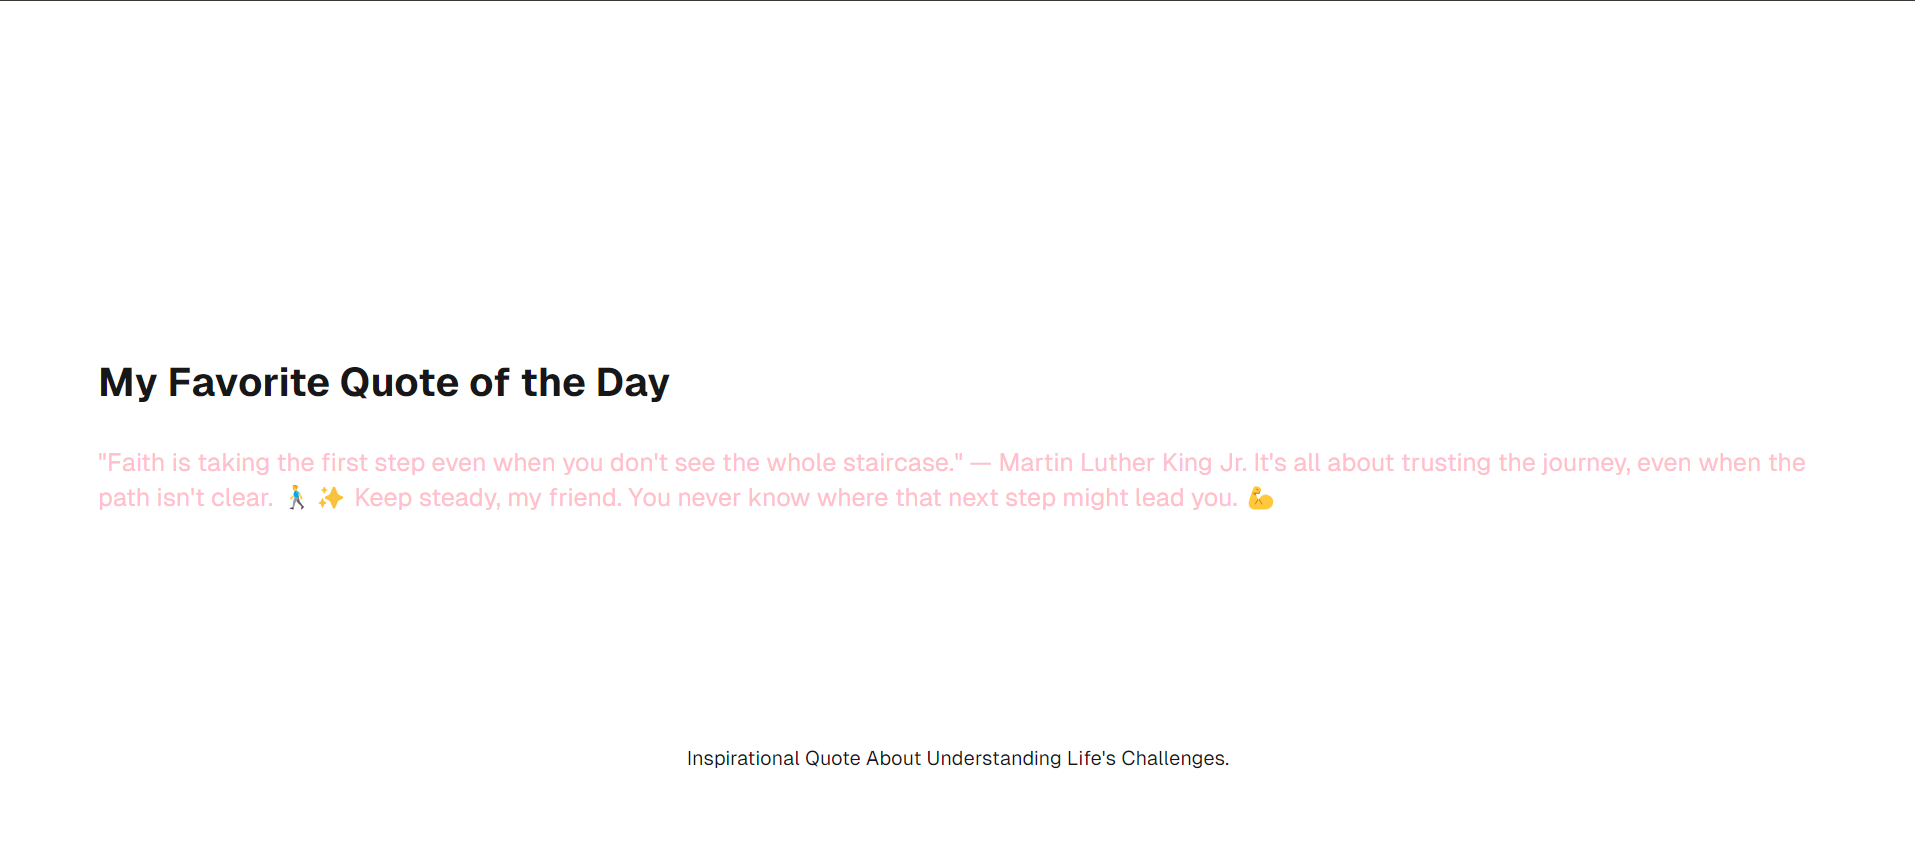 My Favorite Quote of the Day
"Faith is taking the first step even when you don't see the whole staircase." — Martin Luther King Jr. It's all about trusting the journey, even when the
path isn't clear. 🚶‍♂️✨ Keep steady, my friend. You never know where that next step might lead you. 💪
Inspirational Quote About Understanding Life's Challenges.